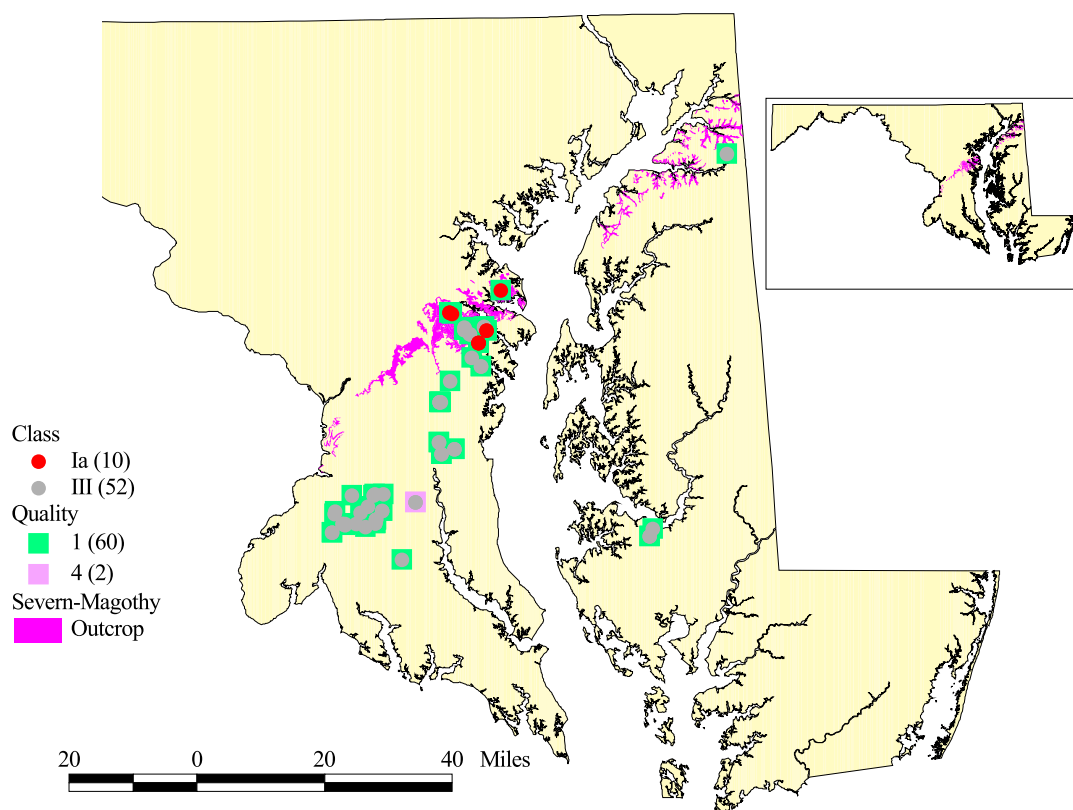 Class
Ia (10)
III (52)
Quality
1 (60)
4 (2)
Severn-Magothy
Outcrop
20 0 20 40 Miles